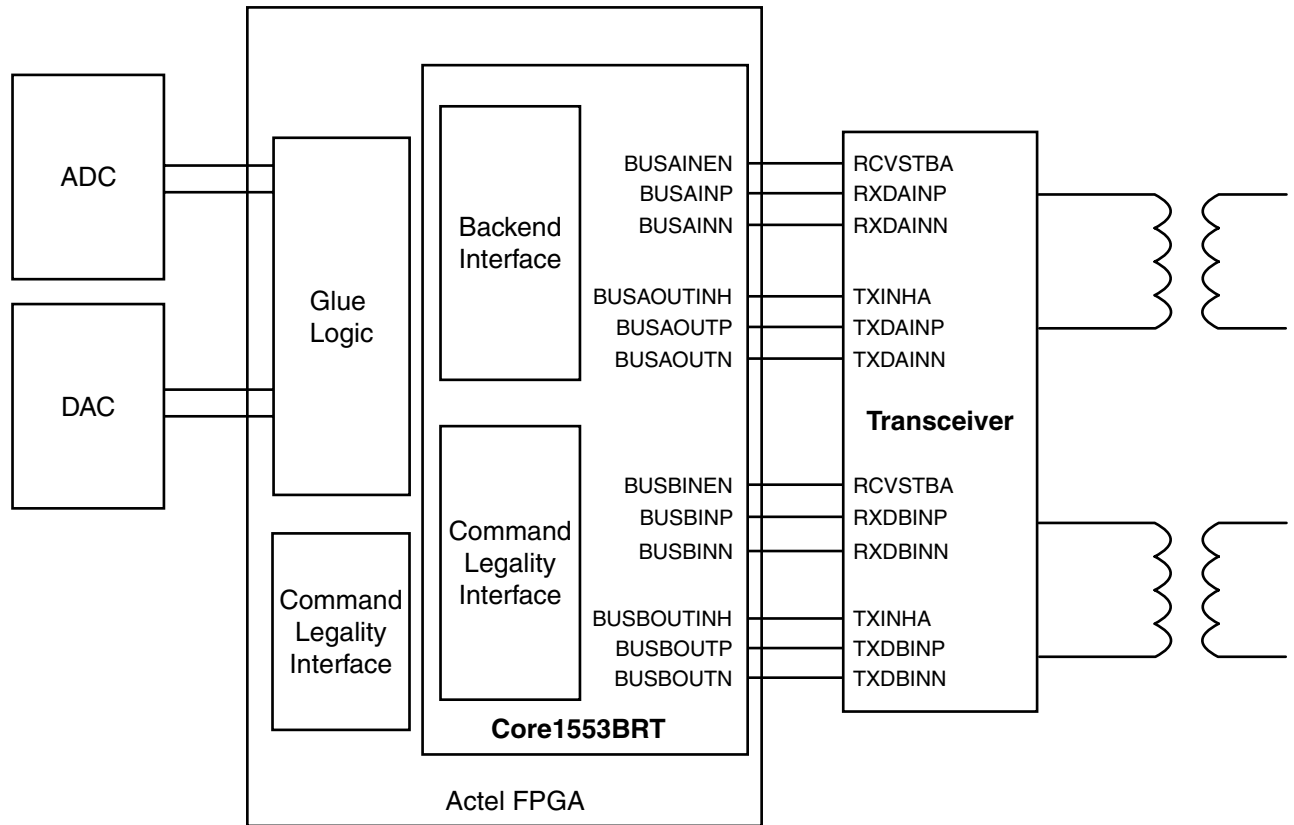 ADC
DAC
Glue
Logic
Command
Legality
Interface
Backend
Interface
Command
Legality
Interface
BUSAINEN
BUSAINP
BUSAINN
BUSAOUTINH
BUSAOUTP
BUSAOUTN
BUSBINEN
BUSBINP
BUSBINN
BUSBOUTINH
BUSBOUTP
BUSBOUTN
Core1553BRT
Actel FPGA
RCVSTBA
RXDAINP
RXDAINN
TXINHA
TXDAINP
TXDAINN
Transceiver
RCVSTBA
RXDBINP
RXDBINN
TXINHA
TXDBINP
TXDBINN